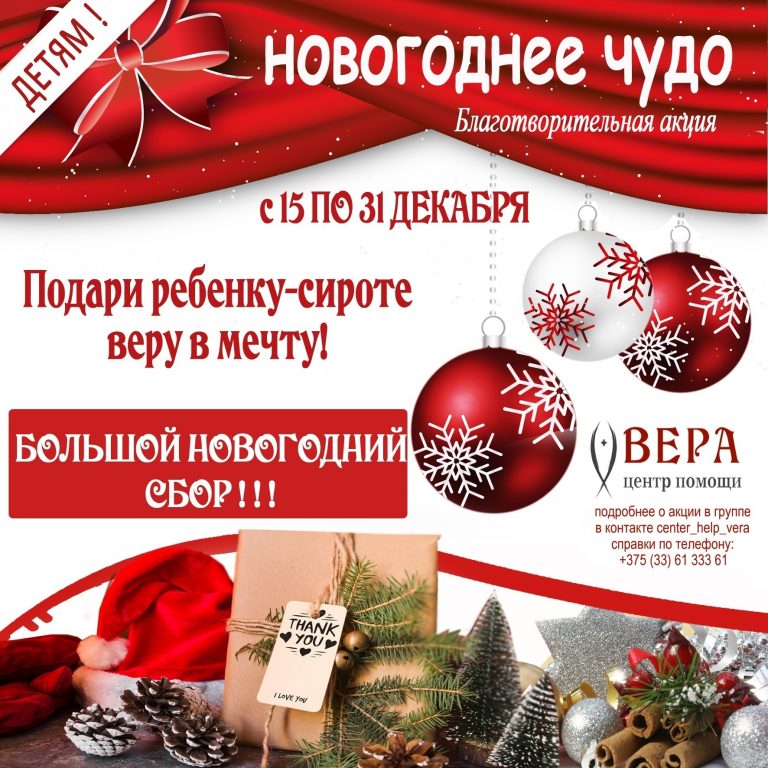 ДЕТЯМ !
НОВОГОДНЕЕ ЧУДО
Благотворительная акция
с 15 ПО 31 ДЕКАБРЯ
Подари ребенку-сироте
веру в мечту!
БОЛЬШОЙ НОВОГОДНИЙ
СБОР ! ! !
ВЕРА
центр помощи
подробнее о акции в группе
в контакте center_help_vera
справки по телефону:
+375 (33) 61 333 61
THANK
YOU
I LOVE YOU